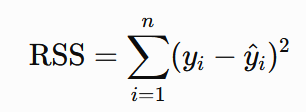 RSS = \sum_{i=1}^{n} (y_i - \hat{y}_i)^2